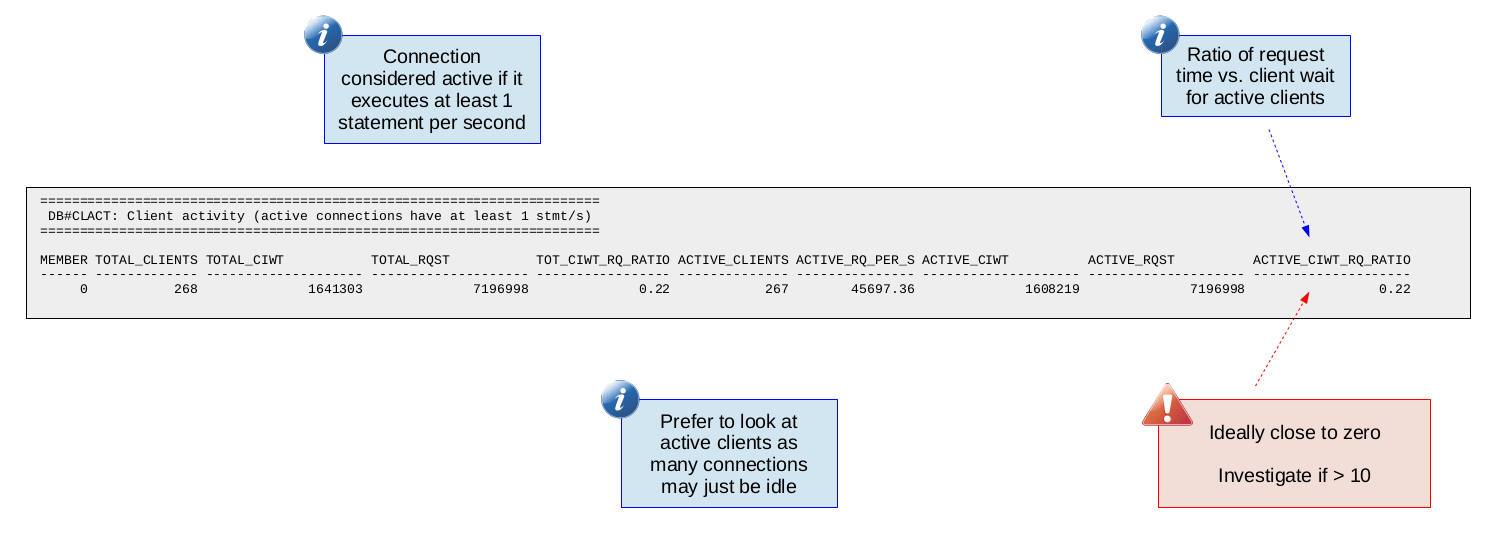 Connection
considered active if it
executes at least 1
statement per second
Ratio of request
time vs. client wait
for active clients
======================================================================
DB#CLACT: Client activity (active connections have at least 1 stmt/s)
======================================================================
MEMBER TOTAL_CLIENTS TOTAL_CIWT           TOTAL_RQST           TOT_CIWT_RQ_RATIO ACTIVE_CLIENTS ACTIVE_RQ_PER_S ACTIVE_CIWT          ACTIVE_RQST          ACTIVE_CIWT_RQ_RATIO
------ ------------- -------------------- -------------------- ----------------- -------------- --------------- -------------------- -------------------- --------------------
     0           268              1641303              7196998              0.22            267        45697.36              1608219              7196998                 0.22
Prefer to look at
active clients as
many connections
may just be idle
Ideally close to zero
Investigate if > 10